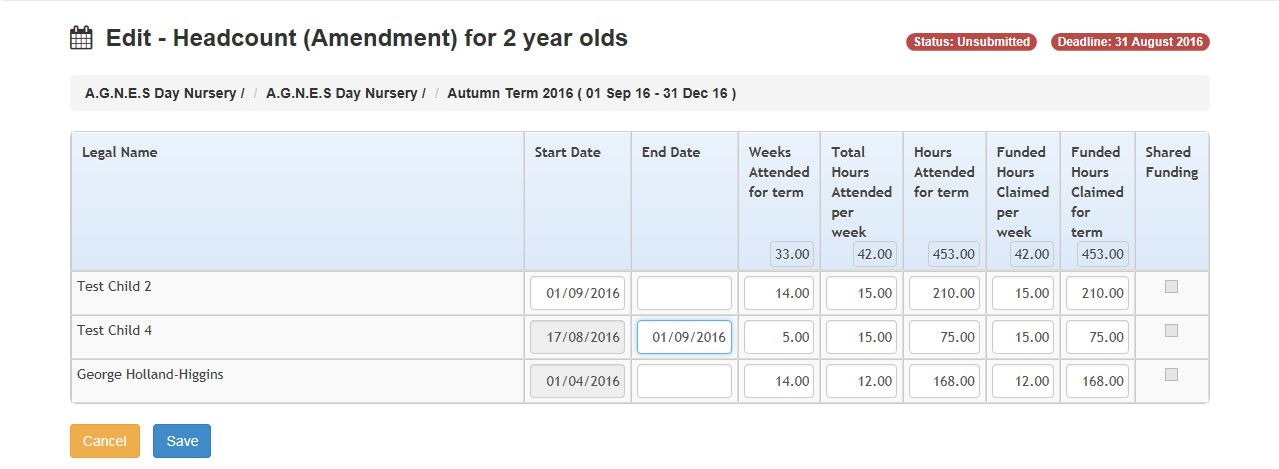 Edit - Headcount (Amendment) for 2 year olds
Status: Unsubmitted Deadline: 31 August 2016
A.G.N.E.S Day Nursery / / A.G.N.E.S Day Nursery / / Autumn Term 2016 ( 01 Sep 16 - 31 Dec 16 )
Legal Name Start Date End Date Weeks Total Hours Funded Funded Shared
Attended Hours Attended Hours Hours Funding
for term Attended for term Claimed Claimed
per per for
week week term
33.00 42.00 453.00 42.00 453.00
Test Child 2 01/09/2016 14.00 15.00 210.00 15.00 210.00
Test Child 4 17/08/2016 01/09/2016 5.00 15.00 75.00 15.00 75.00
George Holland-Higgins 01/04/2016 14.00 12.00 168.00 12.00 168.00
Cancel Save